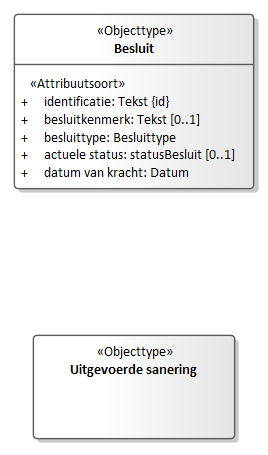 «Objecttype»
Besluit
«Attribuutsoort»
+ identificatie: Tekst {id}
+ besluitkenmerk: Tekst [0..1]
+ besluittype: Besluittype
+ actuele status: statusBesluit [0..1]
+ datum van kracht: Datum
«Objecttype»
Uitgevoerde sanering